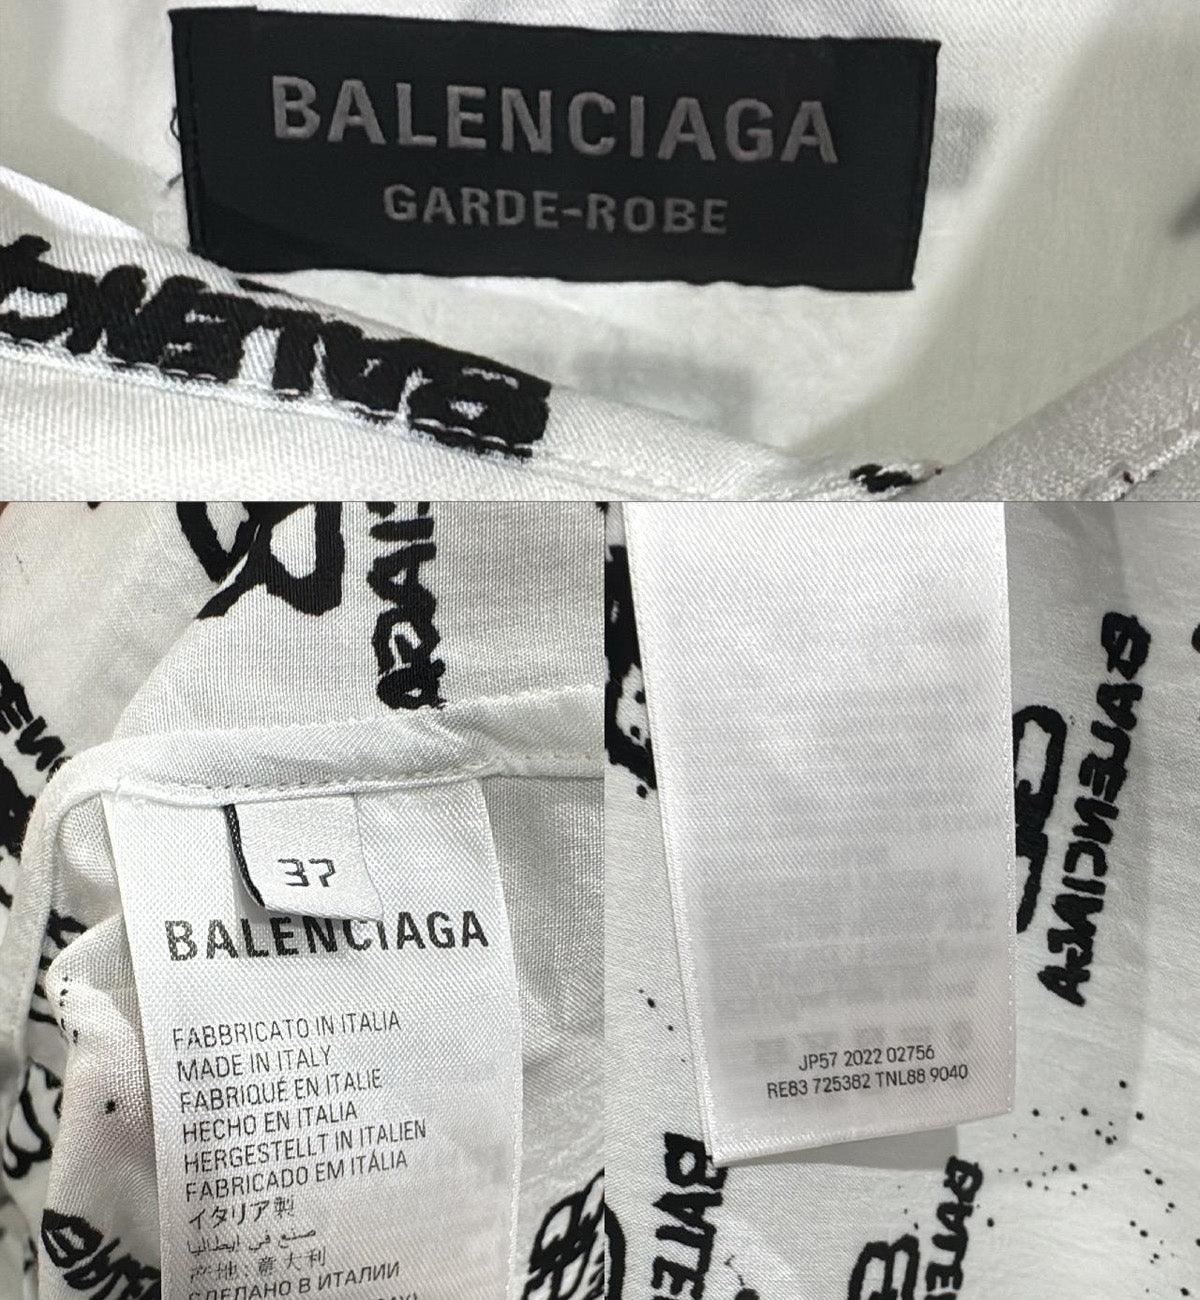 BALENCIAGA
GARDE-ROBE
BALENCIAGA
37
BALENCIAGA
FABBRICATO IN ITALIA
MADE IN ITALY
FABRIQUÉ EN ITALIE
HECHO EN ITALIA
HERGESTELLT IN ITALIEN
FABRICADO EM ITÁLIA
イタリア製
صنع في إيطاليا
产地:意大利
СДЕЛАНО В ИТАЛИИ
BALENCIAGA
JP57 2022 02756
RE83 725382 TNL88 9040